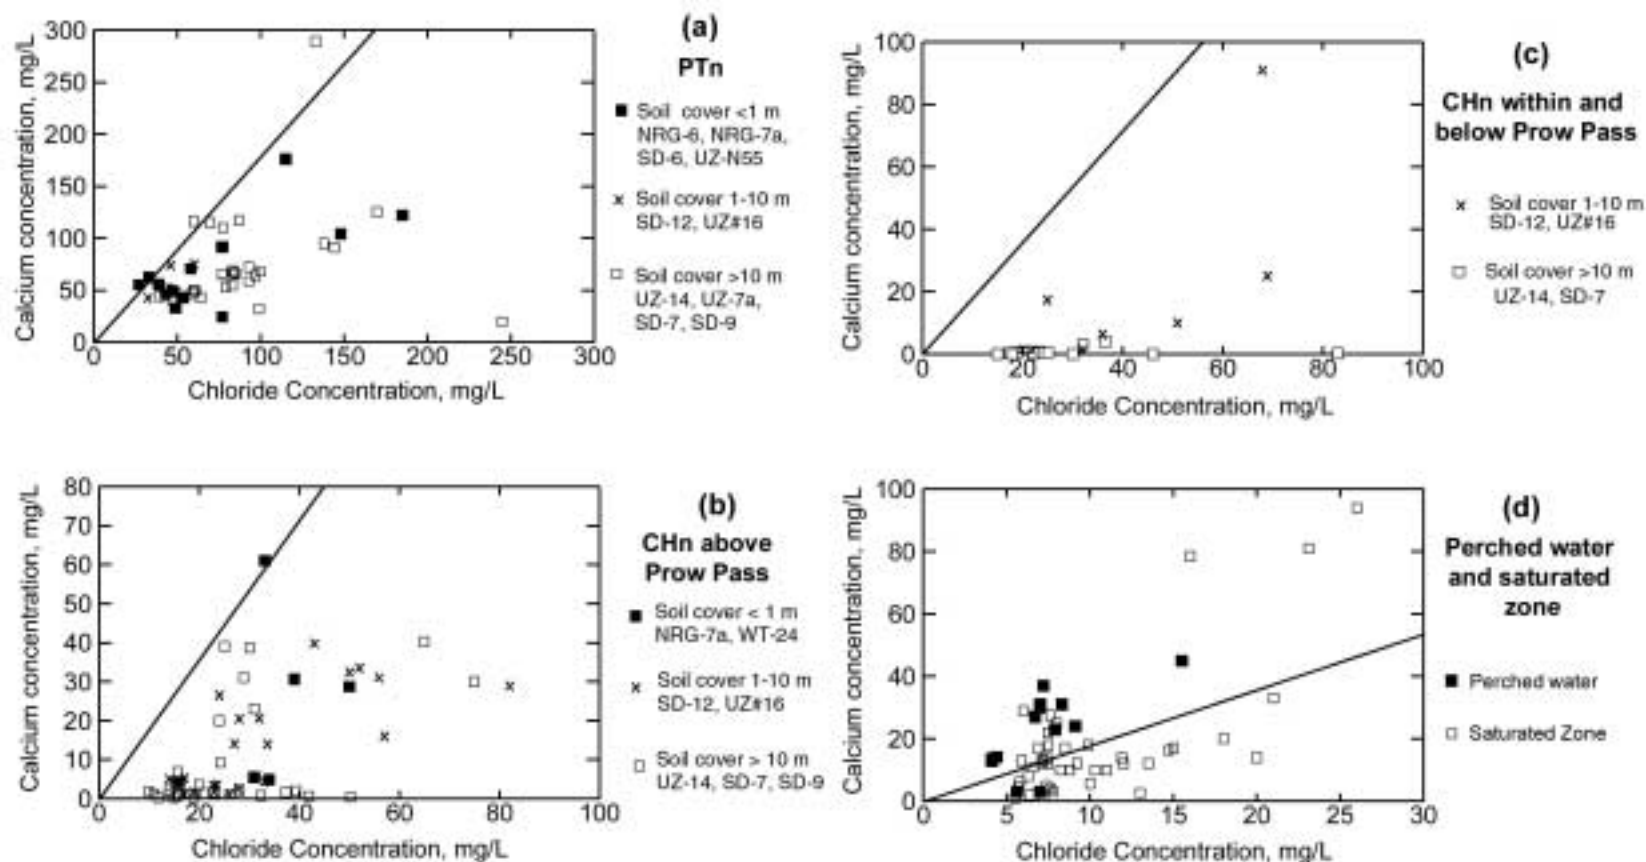 (a)
PTn
300
250
200
150
100
50
0
Calcium concentration, mg/L
0 50 100 150 200 250 300
Chloride Concentration, mg/L
Soil cover <1 m
NRG-6, NRG-7a,
SD-6, UZ-N55
Soil cover 1-10 m
SD-12, UZ#16
Soil cover >10 m
UZ-14, UZ-7a,
SD-7, SD-9
(c)
CHn within and
below Prow Pass
100
80
60
40
20
0
Calcium concentration, mg/L
0 20 40 60 80 100
Chloride Concentration, mg/L
Soil cover 1-10 m
SD-12, UZ#16
Soil cover >10 m
UZ-14, SD-7
(b)
CHn above
Prow Pass
80
70
60
50
40
30
20
10
0
Calcium concentration, mg/L
0 20 40 60 80 100
Chloride Concentration, mg/L
Soil cover < 1 m
NRG-7a, WT-24
Soil cover 1-10 m
SD-12, UZ#16
Soil cover > 10 m
UZ-14, SD-7, SD-9
(d)
Perched water
and saturated
zone
100
80
60
40
20
0
Calcium concentration, mg/L
0 5 10 15 20 25 30
Chloride Concentration, mg/L
Perched water
Saturated Zone